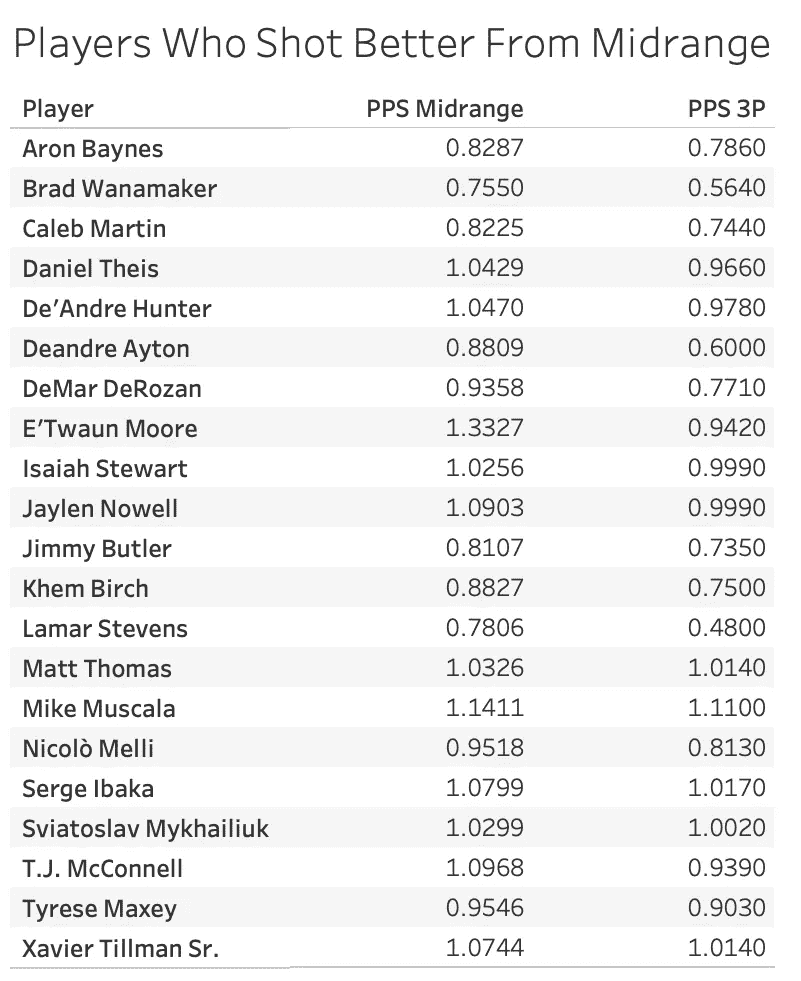 Players Who Shot Better From Midrange
Player PPS Midrange PPS 3P
Aron Baynes 0.8287 0.7860
Brad Wanamaker 0.7550 0.5640
Caleb Martin 0.8225 0.7440
Daniel Theis 1.0429 0.9660
De’Andre Hunter 1.0470 0.9780
Deandre Ayton 0.8809 0.6000
DeMar DeRozan 0.9358 0.7710
E’Twaun Moore 1.3327 0.9420
Isaiah Stewart 1.0256 0.9990
Jaylen Nowell 1.0903 0.9990
Jimmy Butler 0.8107 0.7350
Khem Birch 0.8827 0.7500
Lamar Stevens 0.7806 0.4800
Matt Thomas 1.0326 1.0140
Mike Muscala 1.1411 1.1100
Nicolò Melli 0.9518 0.8130
Serge Ibaka 1.0799 1.0170
Sviatoslav Mykhailiuk 1.0299 1.0020
T.J. McConnell 1.0968 0.9390
Tyrese Maxey 0.9546 0.9030
Xavier Tillman Sr. 1.0744 1.0140